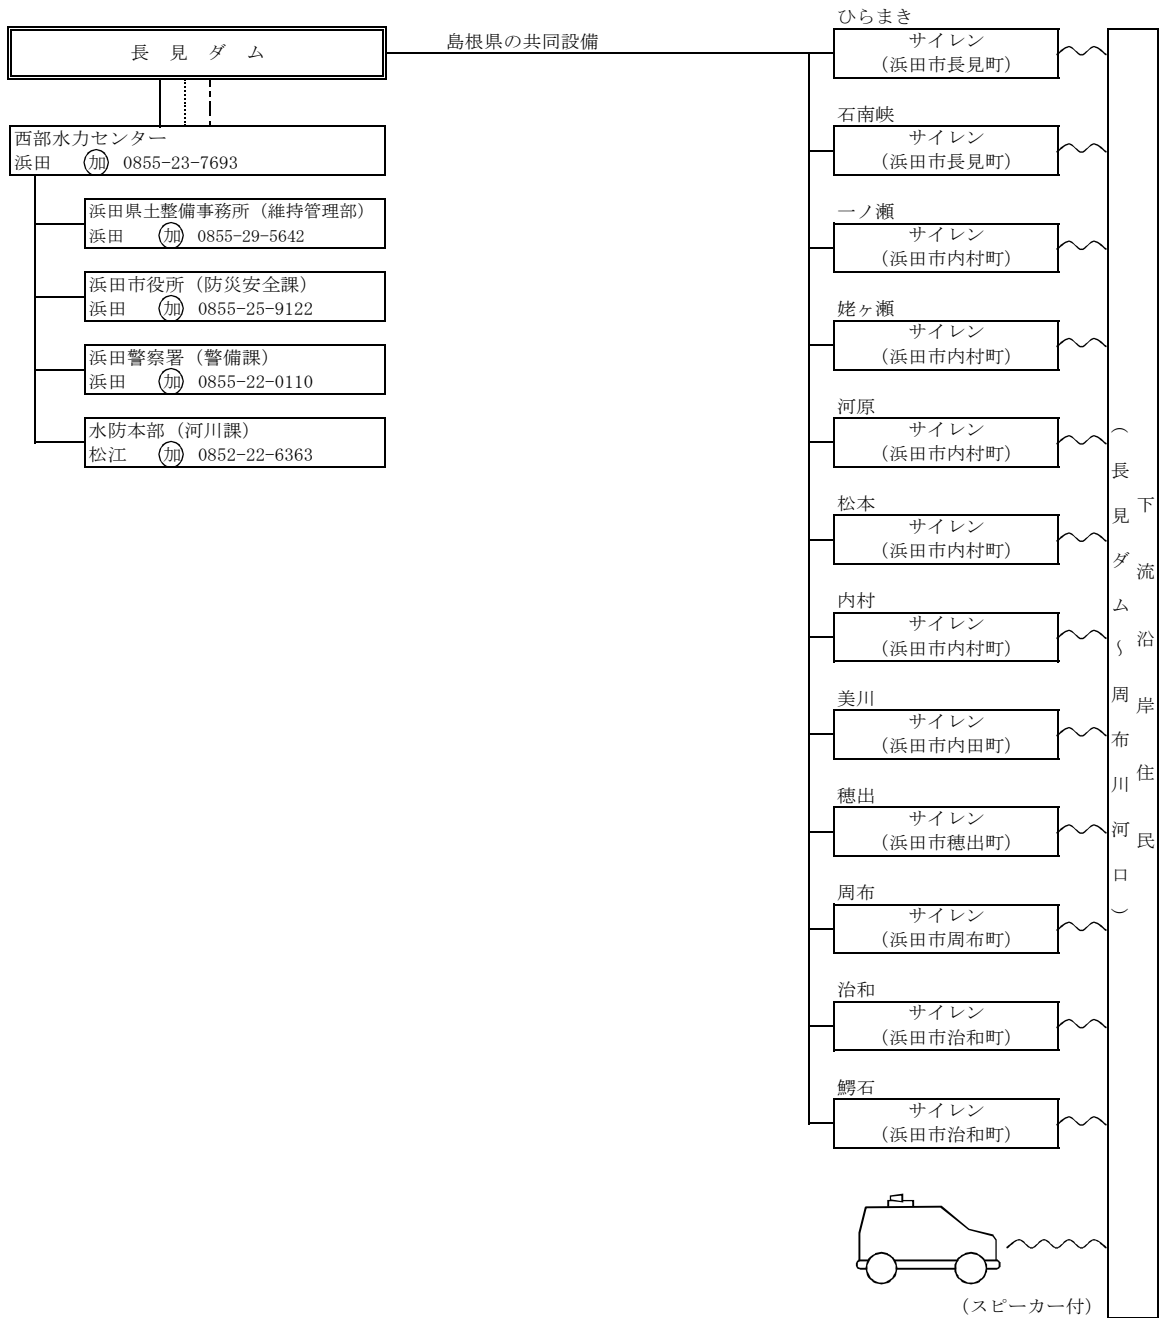 長見ダム
西部水力センター
浜田 加 0855-23-7693
浜田県土整備事務所（維持管理部）
浜田 加 0855-29-5642
浜田市役所（防災安全課）
浜田 加 0855-25-9122
浜田警察署（警備課）
浜田 加 0855-22-0110
水防本部（河川課）
松江 加 0852-22-6363
島根県の共同設備
ひらまき
サイレン
（浜田市長見町）
石南峡
サイレン
（浜田市長見町）
一ノ瀬
サイレン
（浜田市内村町）
姥ヶ瀬
サイレン
（浜田市内村町）
河原
サイレン
（浜田市内村町）
松本
サイレン
（浜田市内村町）
内村
サイレン
（浜田市内村町）
美川
サイレン
（浜田市内田町）
穂出
サイレン
（浜田市穂出町）
周布
サイレン
（浜田市周布町）
治和
サイレン
（浜田市治和町）
鰐石
サイレン
（浜田市治和町）
（スピーカー付）
下流沿岸住民
（長見ダム～周布川河口）